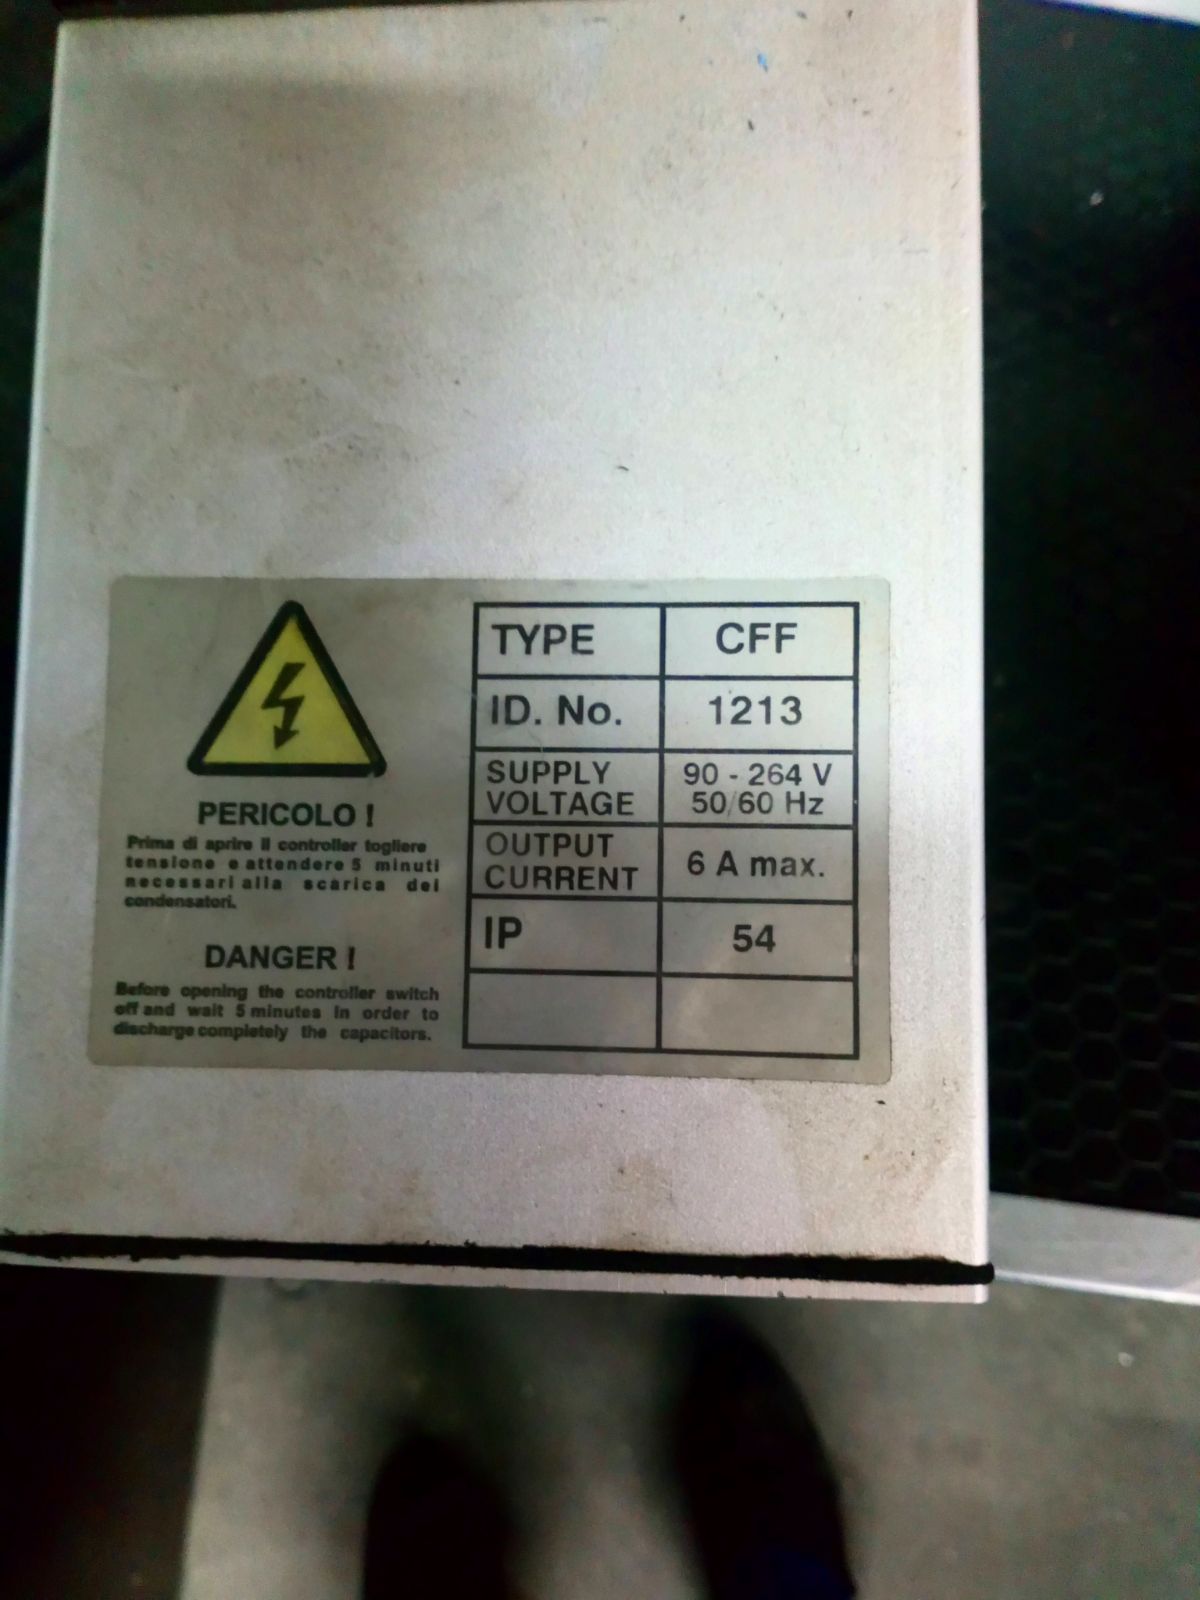 PERICOLO !
Prima di aprire il controller togliere
tensione e attendere 5 minuti
necessari alla scarica dei
condensatori.
DANGER !
Before opening the controller switch
off and wait 5 minutes in order to
discharge completely the capacitors.
TYPE CFF
ID. No. 1213
SUPPLY VOLTAGE 90 - 264 V 50/60 Hz
OUTPUT CURRENT 6 A max.
IP 54